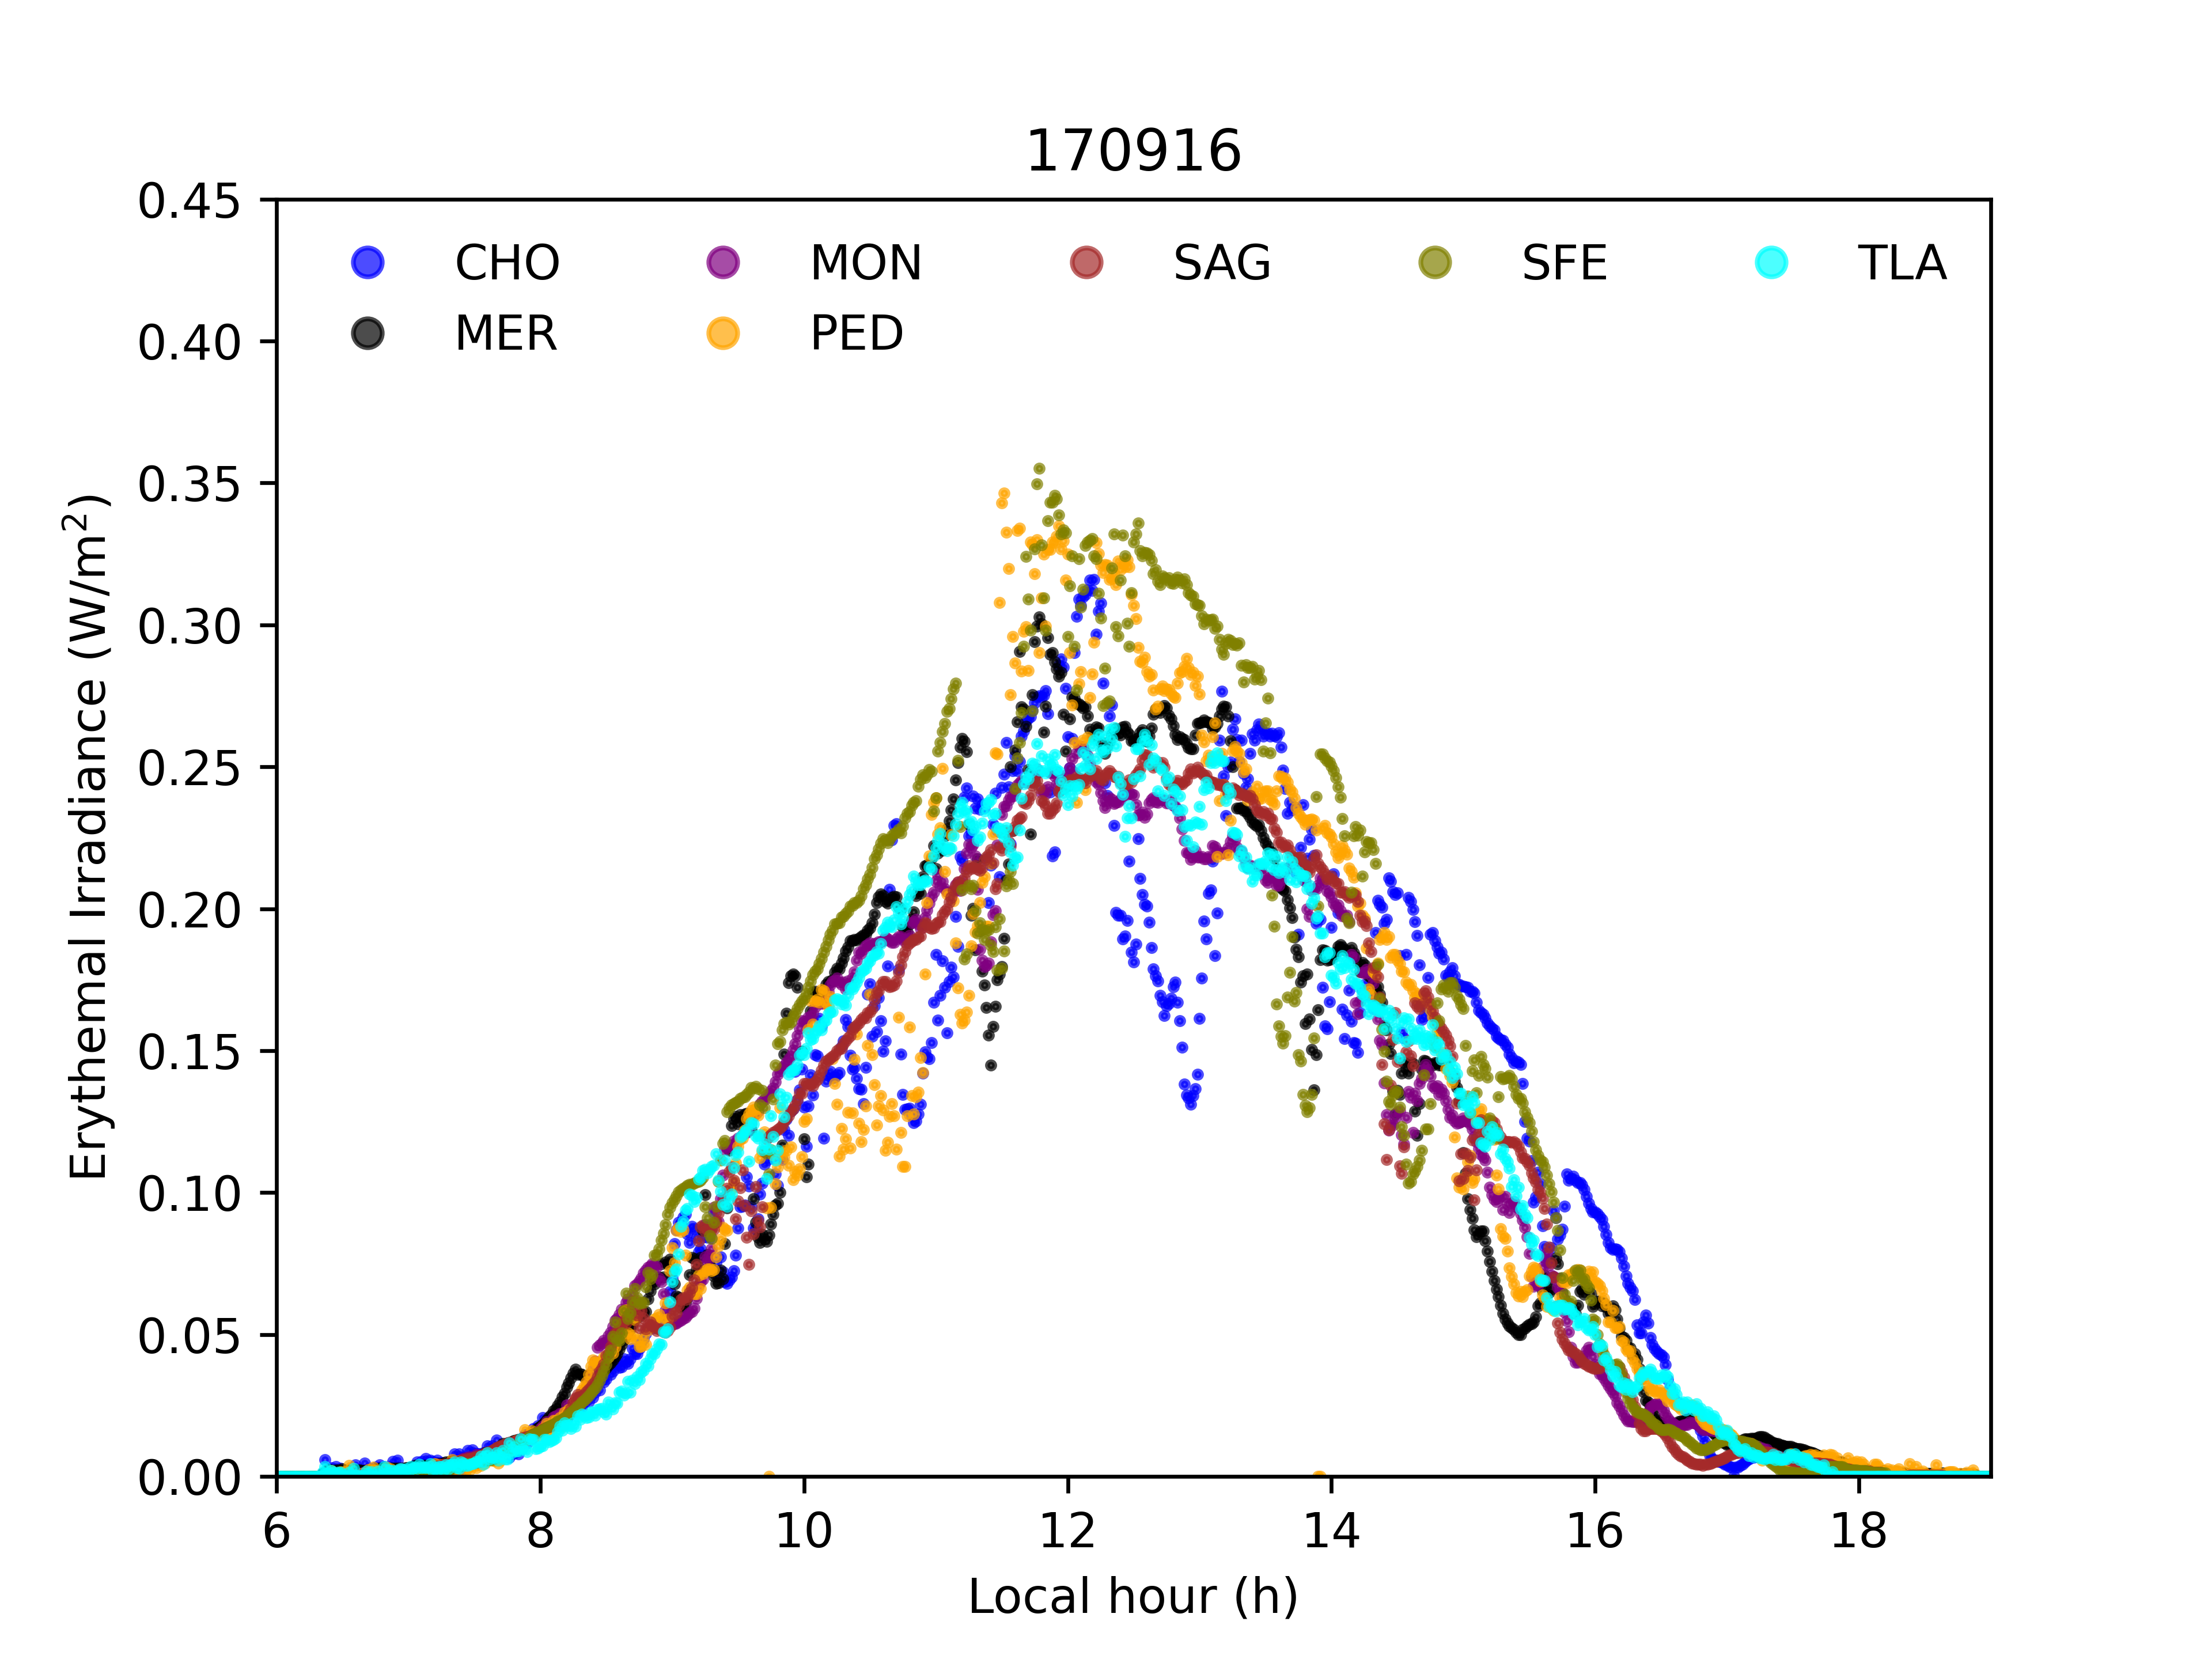 170916
0.45
0.40
0.35
0.30
0.25
0.20
0.15
0.10
0.05
0.00
Erythemal Irradiance (W/m²)
CHO MON SAG SFE TLA
MER PED
6 8 10 12 14 16 18
Local hour (h)